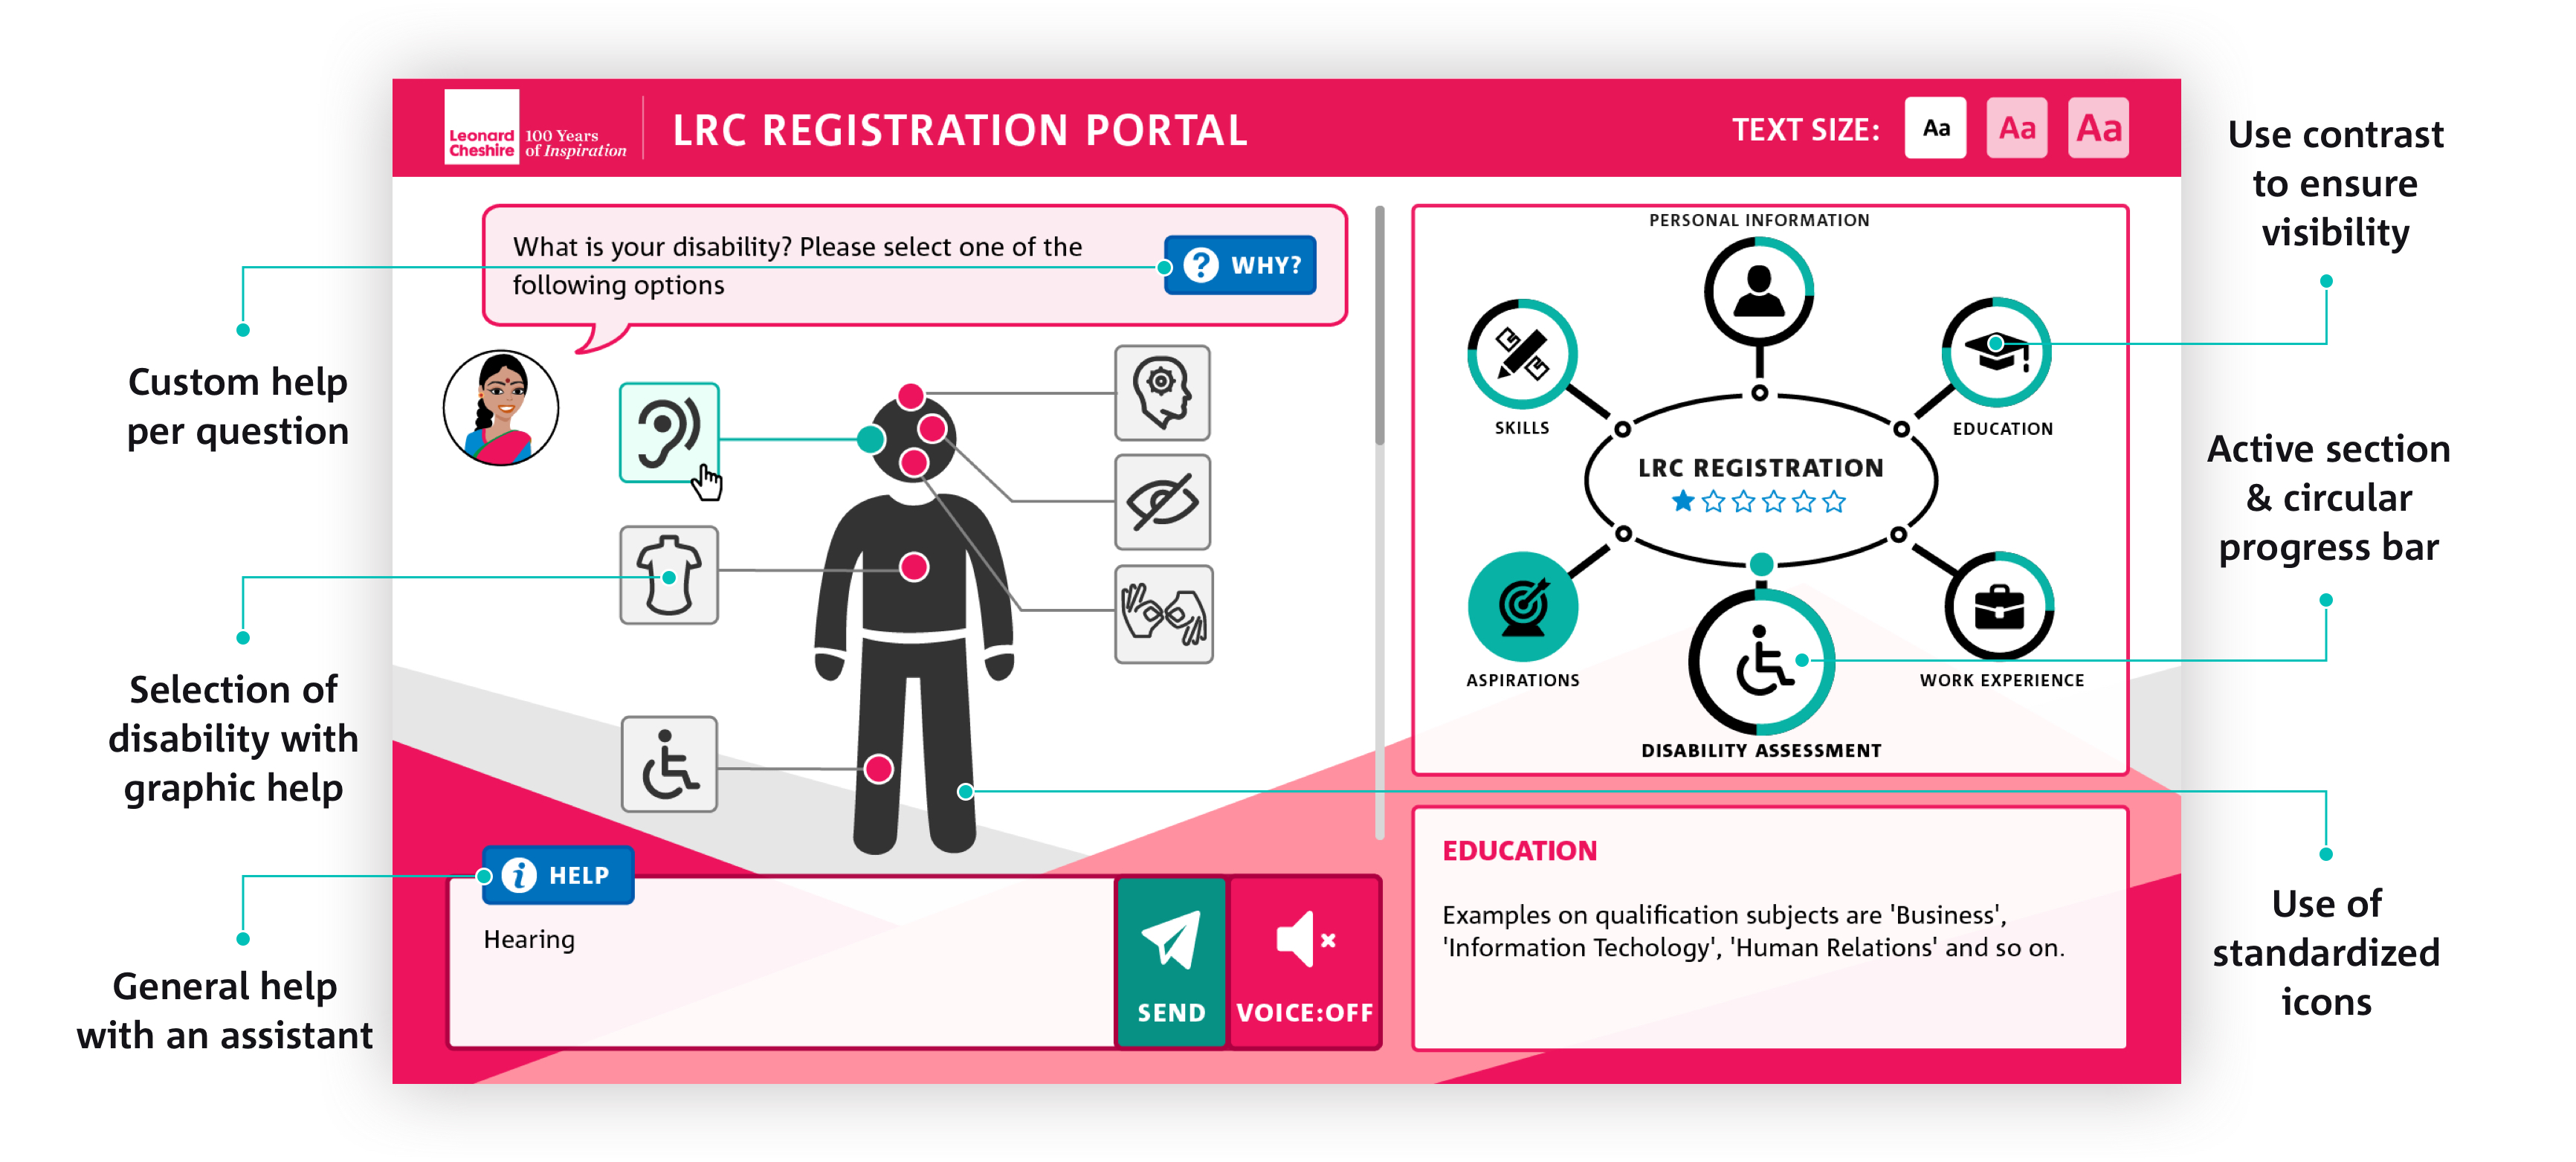 Leonard
Cheshire
100 Years
of Inspiration
LRC REGISTRATION PORTAL
TEXT SIZE:
Aa
Aa
Aa
What is your disability? Please select one of the
following options
WHY?
Custom help
per question
Selection of
disability with
graphic help
HELP
Hearing
SEND
VOICE:OFF
General help
with an assistant
PERSONAL INFORMATION
SKILLS
EDUCATION
LRC REGISTRATION
ASPIRATIONS
WORK EXPERIENCE
DISABILITY ASSESSMENT
EDUCATION
Examples on qualification subjects are 'Business',
'Information Techology', 'Human Relations' and so on.
Use contrast
to ensure
visibility
Active section
& circular
progress bar
Use of
standardized
icons